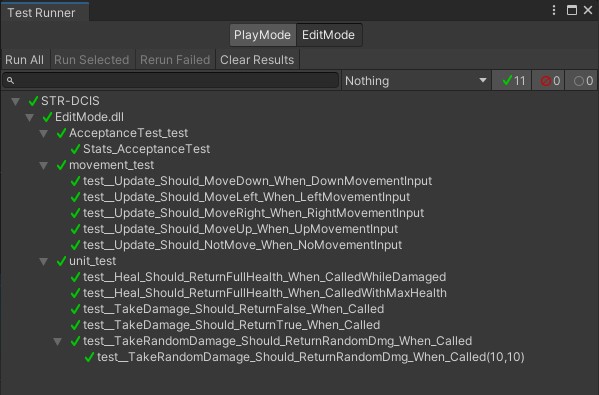 Test Runner
PlayMode EditMode
Run All Run Selected Rerun Failed Clear Results
Nothing 11 0 0
STR-DCIS
EditMode.dll
AcceptanceTest_test
Stats_AcceptanceTest
movement_test
test__Update_Should_MoveDown_When_DownMovementInput
test__Update_Should_MoveLeft_When_LeftMovementInput
test__Update_Should_MoveRight_When_RightMovementInput
test__Update_Should_MoveUp_When_UpMovementInput
test__Update_Should_NotMove_When_NoMovementInput
unit_test
test__Heal_Should_ReturnFullHealth_When_CalledWhileDamaged
test__Heal_Should_ReturnFullHealth_When_CalledWithMaxHealth
test__TakeDamage_Should_ReturnFalse_When_Called
test__TakeDamage_Should_ReturnTrue_When_Called
test__TakeRandomDamage_Should_ReturnRandomDmg_When_Called
test__TakeRandomDamage_Should_ReturnRandomDmg_When_Called(10,10)